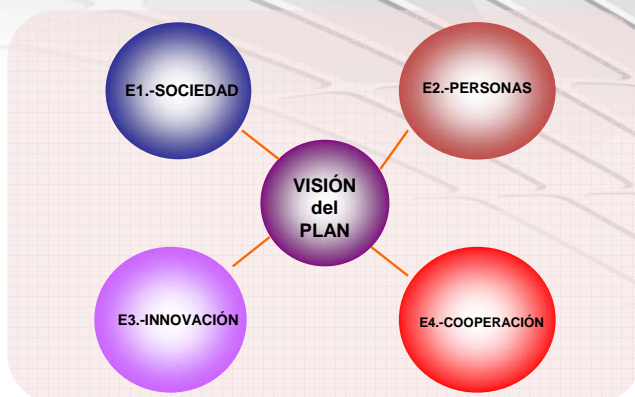 E1.-SOCIEDAD
E2.-PERSONAS
VISIÓN
del
PLAN
E3.-INNOVACIÓN
E4.-COOPERACIÓN